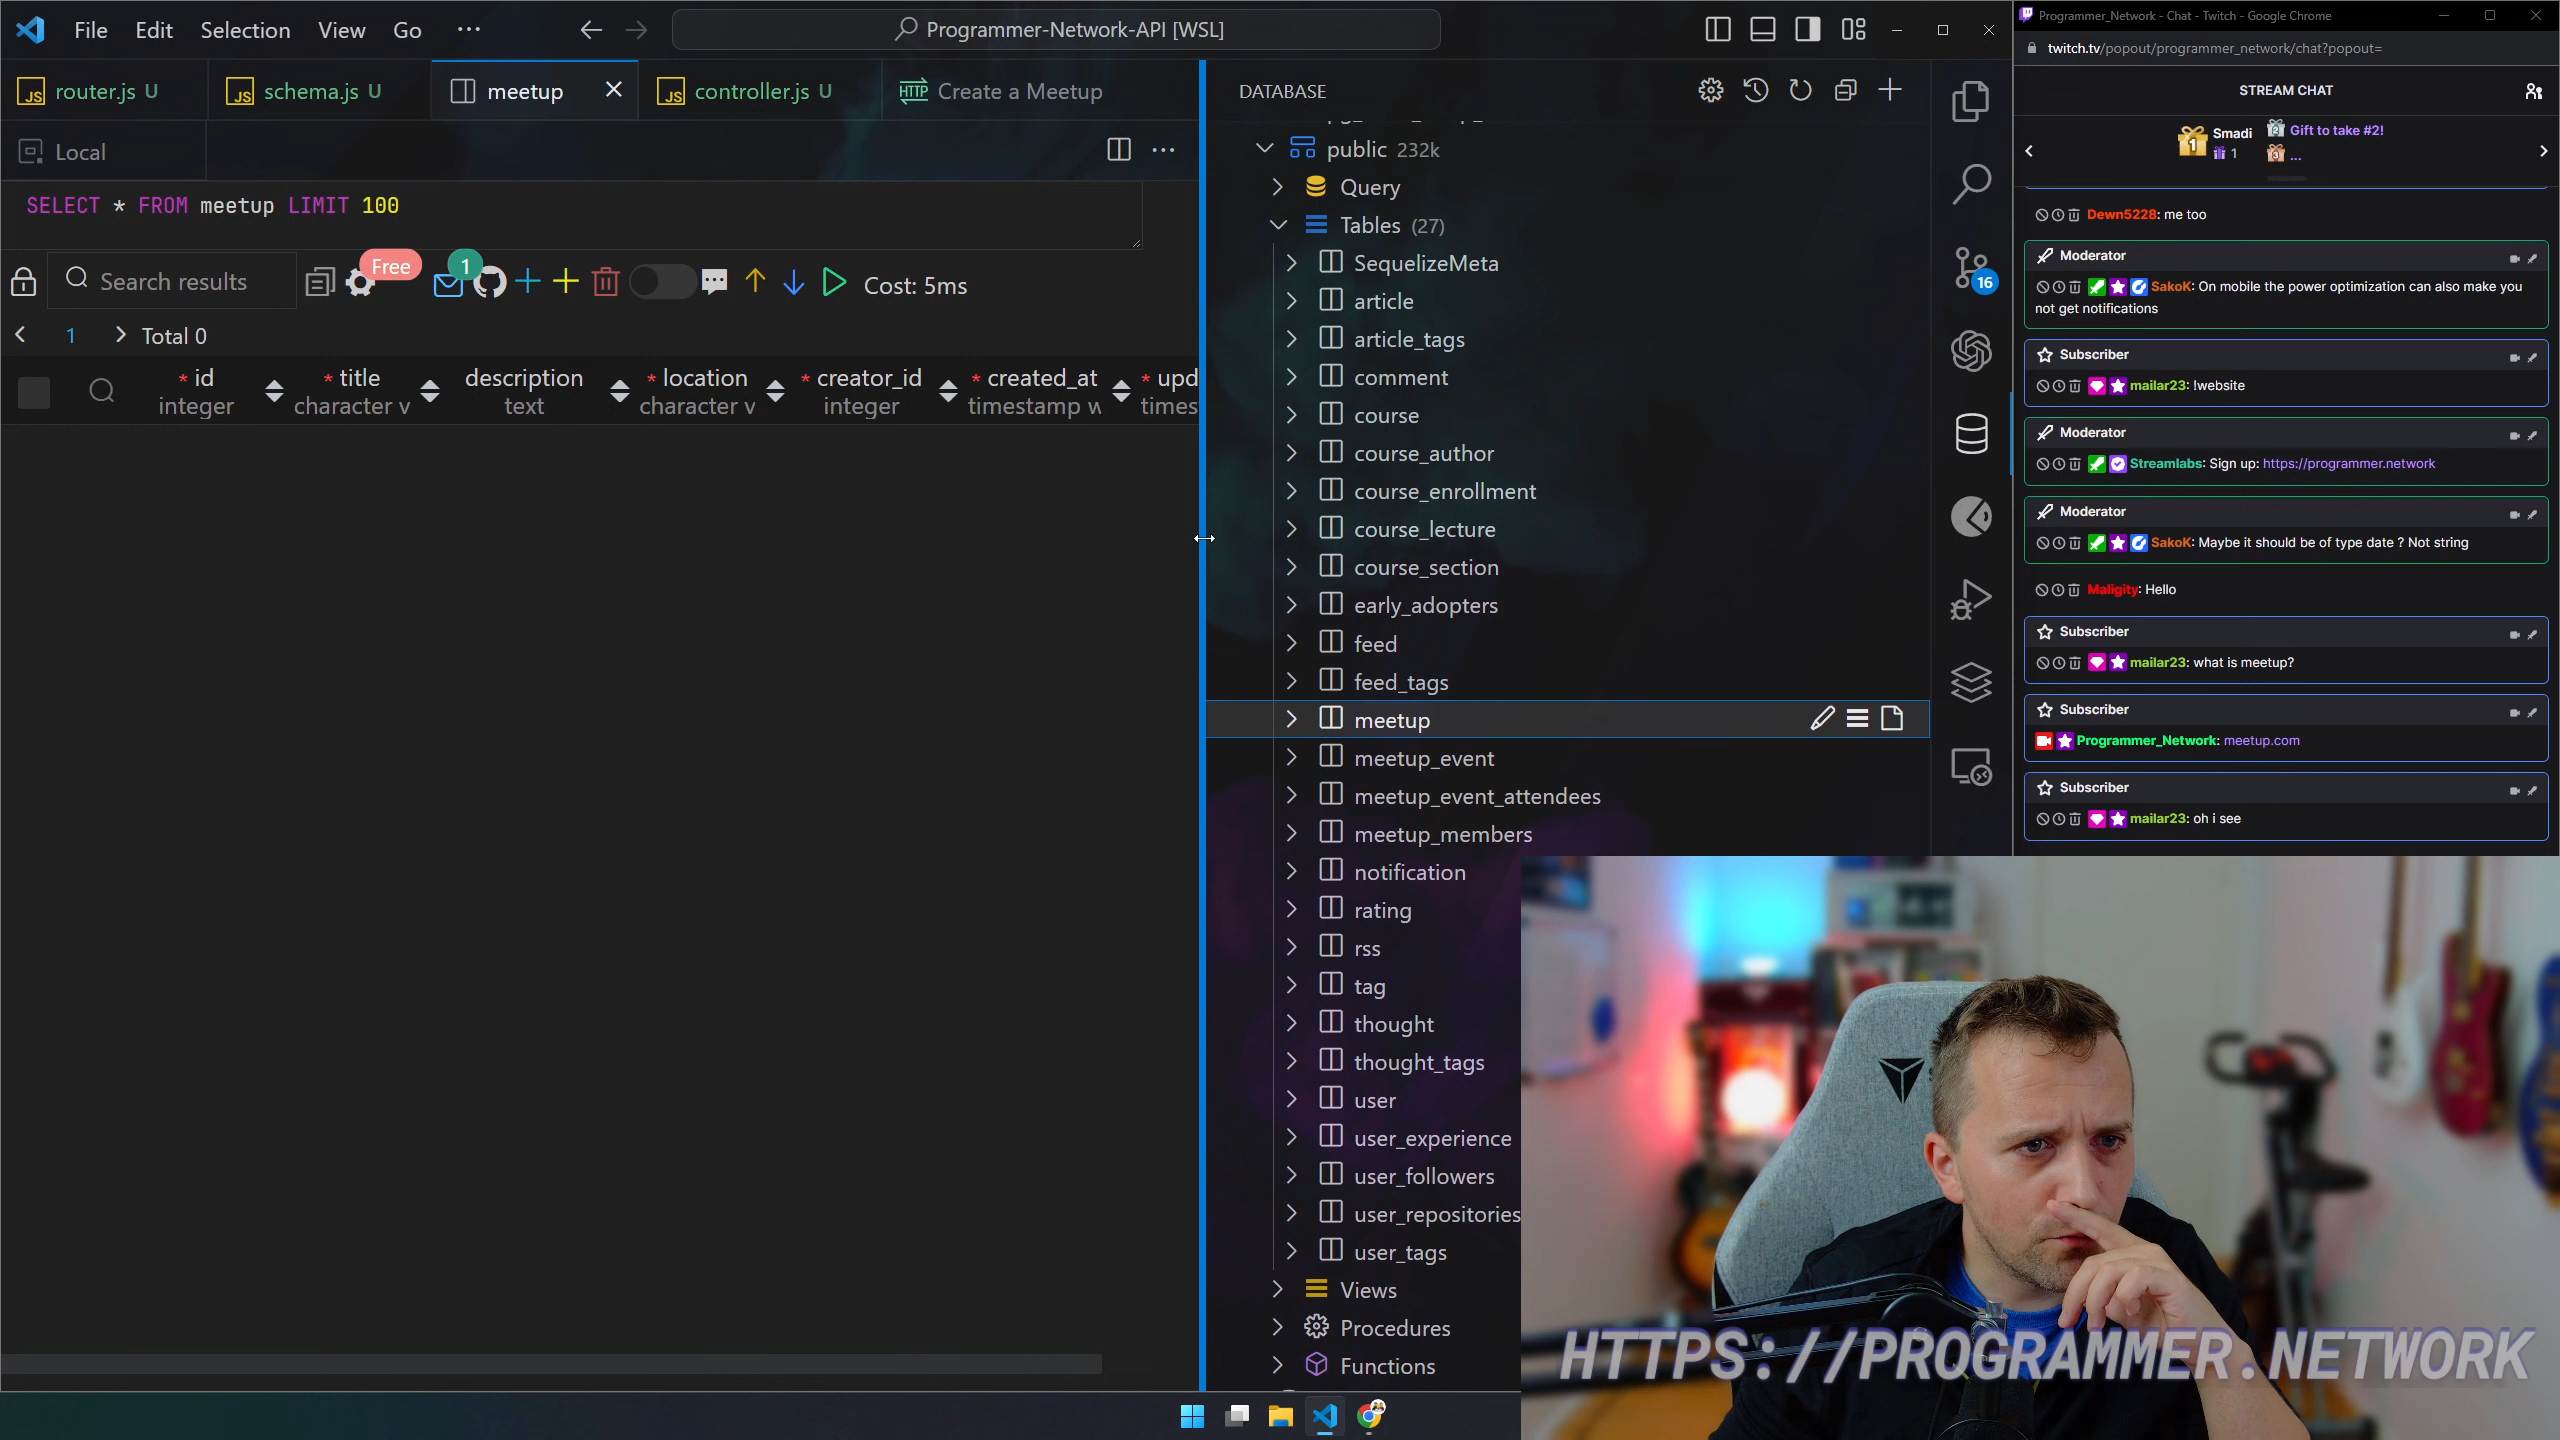 File Edit Selection View Go ···
Programmer-Network-API [WSL]
router.js U
schema.js U
meetup
controller.js U
HTTP Create a Meetup
Local
SELECT * FROM meetup LIMIT 100
Search results
Free
1
Cost: 5ms
1
Total 0
* id
integer
* title
character v
description
text
* location
character v
* creator_id
integer
* created_at
timestamp w
* upd
times
DATABASE
public 232k
Query
Tables (27)
SequelizeMeta
article
article_tags
comment
course
course_author
course_enrollment
course_lecture
course_section
early_adopters
feed
feed_tags
meetup
meetup_event
meetup_event_attendees
meetup_members
notification
rating
rss
tag
thought
thought_tags
user
user_experience
user_followers
user_repositories
user_tags
Views
Procedures
Functions
16
Programmer_Network - Chat - Twitch - Google Chrome
twitch.tv/popout/programmer_network/chat?popout=
STREAM CHAT
1
Smadi
1
2
Gift to take #2!
3
...
Dewn5228: me too
Moderator
SakoK: On mobile the power optimization can also make you
not get notifications
Subscriber
mailar23: !website
Moderator
Streamlabs: Sign up: https://programmer.network
Moderator
SakoK: Maybe it should be of type date ? Not string
Maligity: Hello
Subscriber
mailar23: what is meetup?
Subscriber
Programmer_Network: meetup.com
Subscriber
mailar23: oh i see
HTTPS://PROGRAMMER.NETWORK